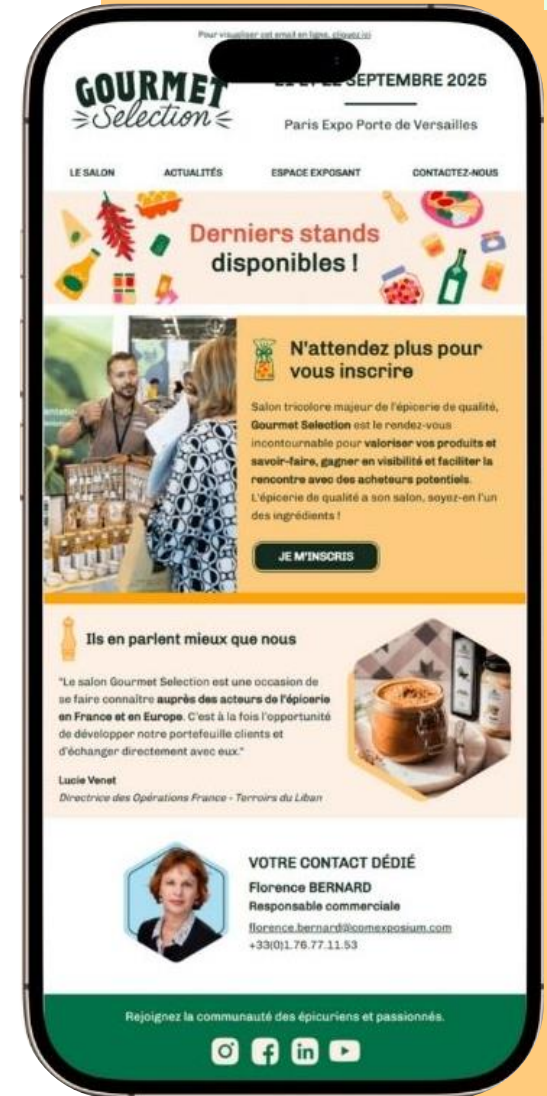 Pour visualiser cet email en ligne, cliquez ici
GOURMET
Selection
SEPTEMBRE 2025
Paris Expo Porte de Versailles
LE SALON ACTUALITÉS ESPACE EXPOSANT CONTACTEZ-NOUS
Derniers stands
disponibles !
N'attendez plus pour
vous inscrire
Salon tricolore majeur de l'épicerie de qualité,
Gourmet Selection est le rendez-vous
incontournable pour valoriser vos produits et
savoir-faire, gagner en visibilité et faciliter la
rencontre avec des acheteurs potentiels.
L'épicerie de qualité a son salon, soyez-en l'un
des ingrédients !
JE M'INSCRIS
Ils en parlent mieux que nous
"Le salon Gourmet Selection est une occasion de
se faire connaître auprès des acteurs de l'épicerie
en France et en Europe. C'est à la fois l'opportunité
de développer notre portefeuille clients et
d'échanger directement avec eux."
Lucie Venet
Directrice des Opérations France - Terroirs du Liban
VOTRE CONTACT DÉDIÉ
Florence BERNARD
Responsable commerciale
florence.bernard@comexposium.com
+33(0)1.76.77.11.53
Rejoignez la communauté des épicuriens et passionnés.